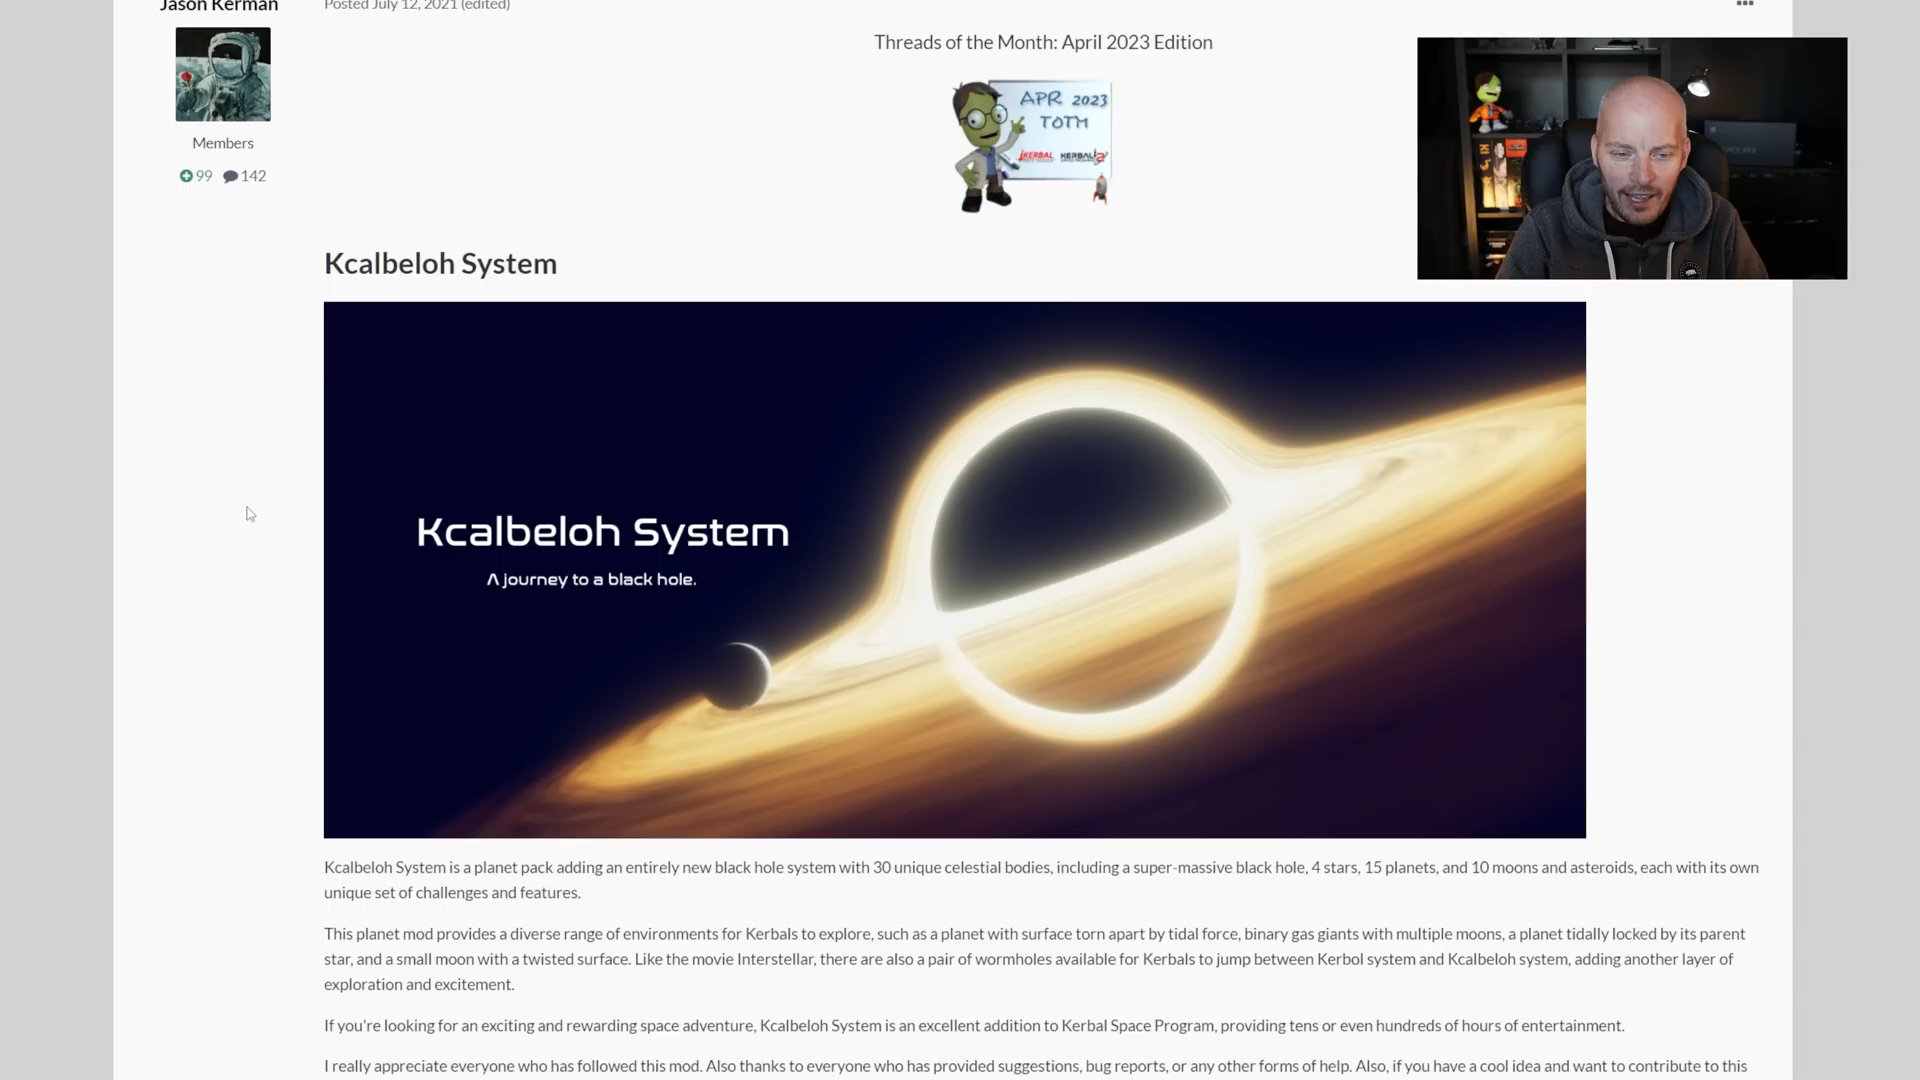 Jason Kerman
Posted July 12, 2021 (edited)
Threads of the Month: April 2023 Edition
APR 2023
TOTM
KERBAL
KERBAL
2
Members
99 142
Kcalbeloh System
Kcalbeloh System
A journey to a black hole.
Kcalbeloh System is a planet pack adding an entirely new black hole system with 30 unique celestial bodies, including a super-massive black hole, 4 stars, 15 planets, and 10 moons and asteroids, each with its own
unique set of challenges and features.
This planet mod provides a diverse range of environments for Kerbals to explore, such as a planet with surface torn apart by tidal force, binary gas giants with multiple moons, a planet tidally locked by its parent
star, and a small moon with a twisted surface. Like the movie Interstellar, there are also a pair of wormholes available for Kerbals to jump between Kerbol system and Kcalbeloh system, adding another layer of
exploration and excitement.
If you're looking for an exciting and rewarding space adventure, Kcalbeloh System is an excellent addition to Kerbal Space Program, providing tens or even hundreds of hours of entertainment.
I really appreciate everyone who has followed this mod. Also thanks to everyone who has provided suggestions, bug reports, or any other forms of help. Also, if you have a cool idea and want to contribute to this